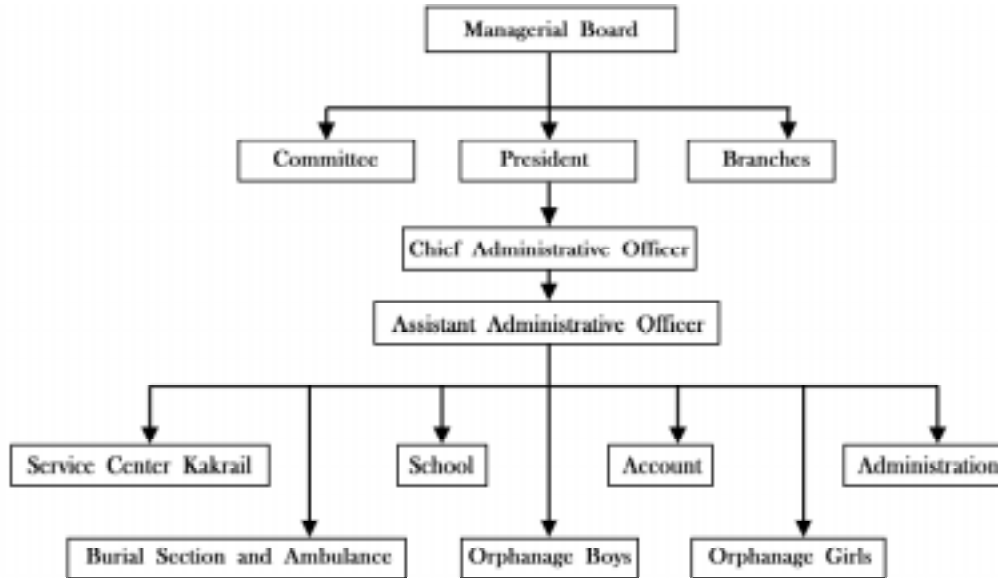 Managerial Board
Committee
President
Branches
Chief Administrative Officer
Assistant Administrative Officer
Service Center Kakrail
School
Account
Administration
Burial Section and Ambulance
Orphanage Boys
Orphanage Girls